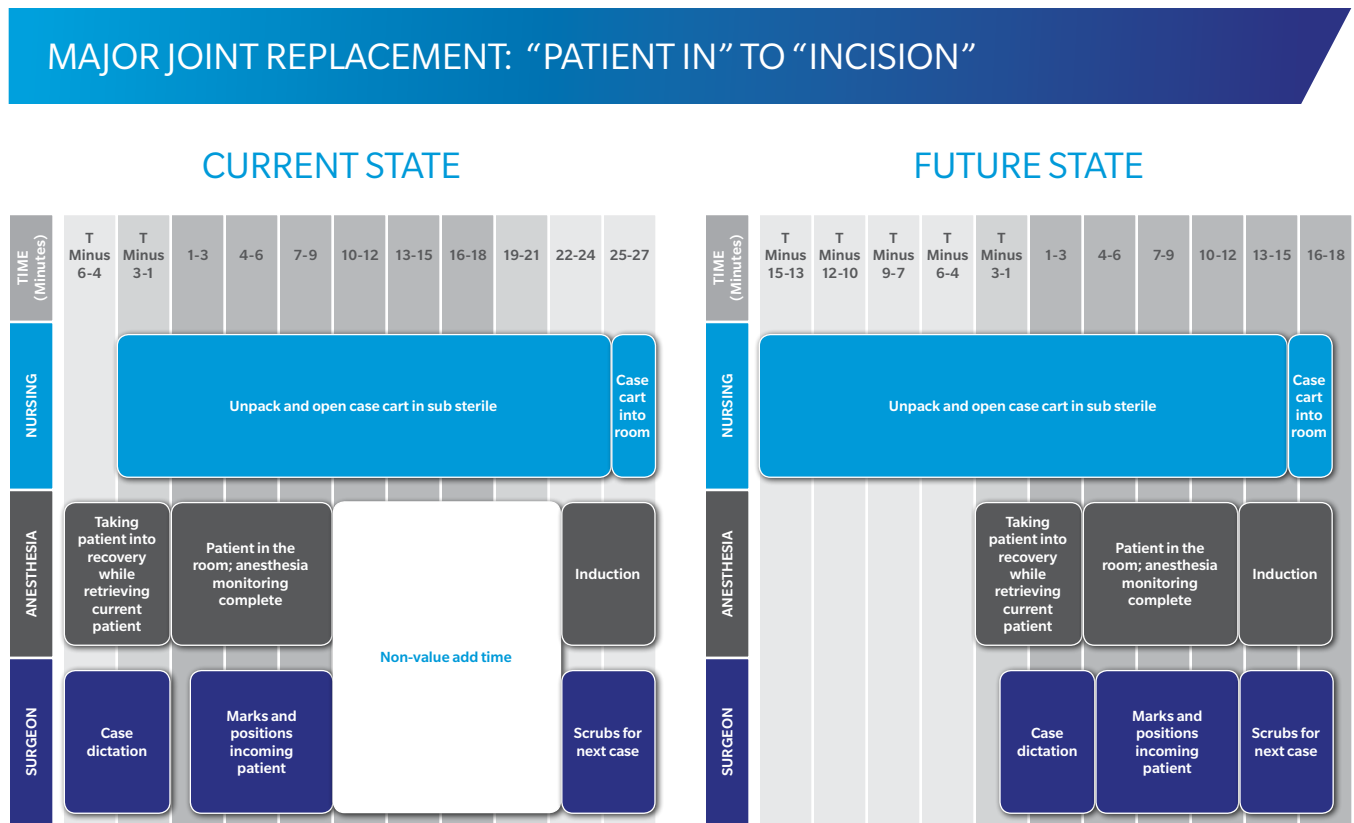 MAJOR JOINT REPLACEMENT: “PATIENT IN” TO “INCISION”
CURRENT STATE
TIME
(Minutes)
T
Minus
6-4
T
Minus
3-1
1-3
4-6
7-9
10-12
13-15
16-18
19-21
22-24
25-27
NURSING
Unpack and open case cart in sub sterile
Case
cart
into
room
ANESTHESIA
Taking
patient into
recovery
while
retrieving
current
patient
Patient in the
room; anesthesia
monitoring
complete
Non-value add time
Induction
SURGEON
Case
dictation
Marks and
positions
incoming
patient
Scrubs for
next case
FUTURE STATE
TIME
(Minutes)
T
Minus
15-13
T
Minus
12-10
T
Minus
9-7
T
Minus
6-4
T
Minus
3-1
1-3
4-6
7-9
10-12
13-15
16-18
NURSING
Unpack and open case cart in sub sterile
Case
cart
into
room
ANESTHESIA
Taking
patient into
recovery
while
retrieving
current
patient
Patient in the
room; anesthesia
monitoring
complete
Induction
SURGEON
Case
dictation
Marks and
positions
incoming
patient
Scrubs for
next case